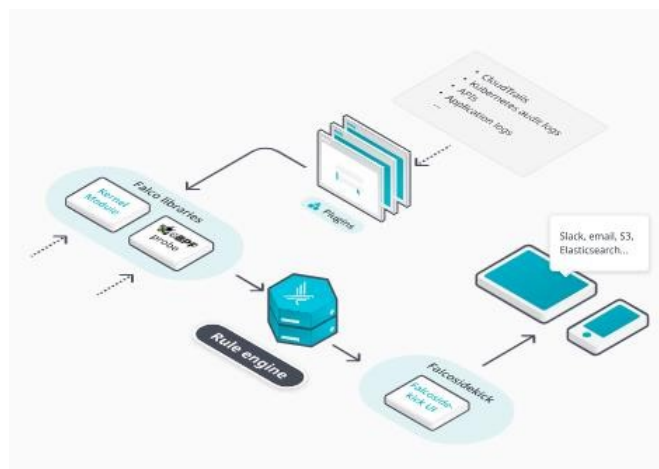 • CloudTrails
• Kubernetes audit logs
• APIs
• Application logs
...
Plugins
Falco libraries
Kernel
Module
eBPF
probe
Slack, email, S3,
Elasticsearch...
Rule engine
Falcosidekick
Falcoside-
kick UI